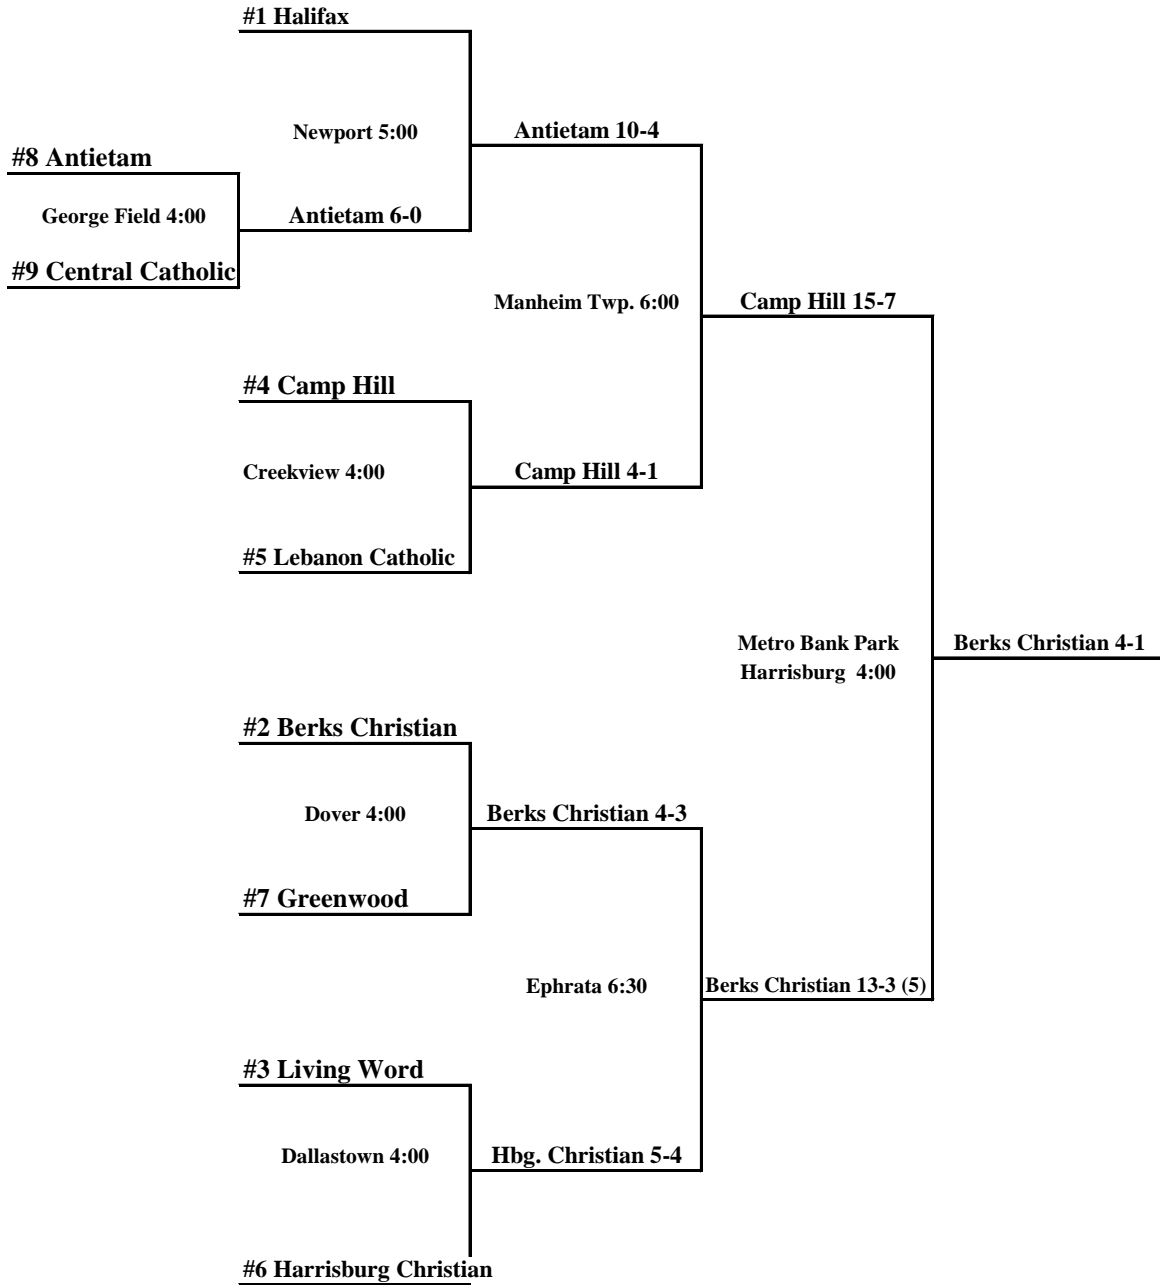 #1 Halifax
Newport 5:00
Antietam 10-4
#8 Antietam
George Field 4:00
Antietam 6-0
#9 Central Catholic
Manheim Twp. 6:00
Camp Hill 15-7
#4 Camp Hill
Creekview 4:00
Camp Hill 4-1
#5 Lebanon Catholic
Metro Bank Park
Harrisburg 4:00
Berks Christian 4-1
#2 Berks Christian
Dover 4:00
Berks Christian 4-3
#7 Greenwood
Ephrata 6:30
Berks Christian 13-3 (5)
#3 Living Word
Dallastown 4:00
Hbg. Christian 5-4
#6 Harrisburg Christian